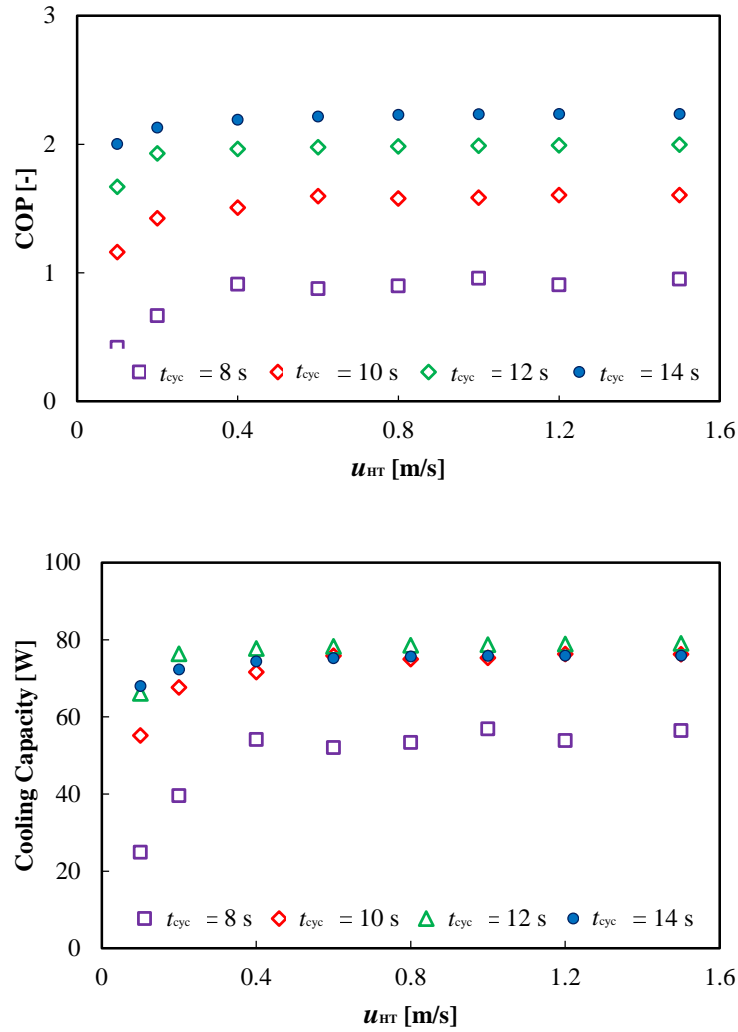 3
2
1
0
COP [-]
tcyc = 8 s tcyc = 10 s tcyc = 12 s tcyc = 14 s
0 0.4 0.8 1.2 1.6
uHT [m/s]
100
80
60
40
20
0
Cooling Capacity [W]
tcyc = 8 s tcyc = 10 s tcyc = 12 s tcyc = 14 s
0 0.4 0.8 1.2 1.6
uHT [m/s]